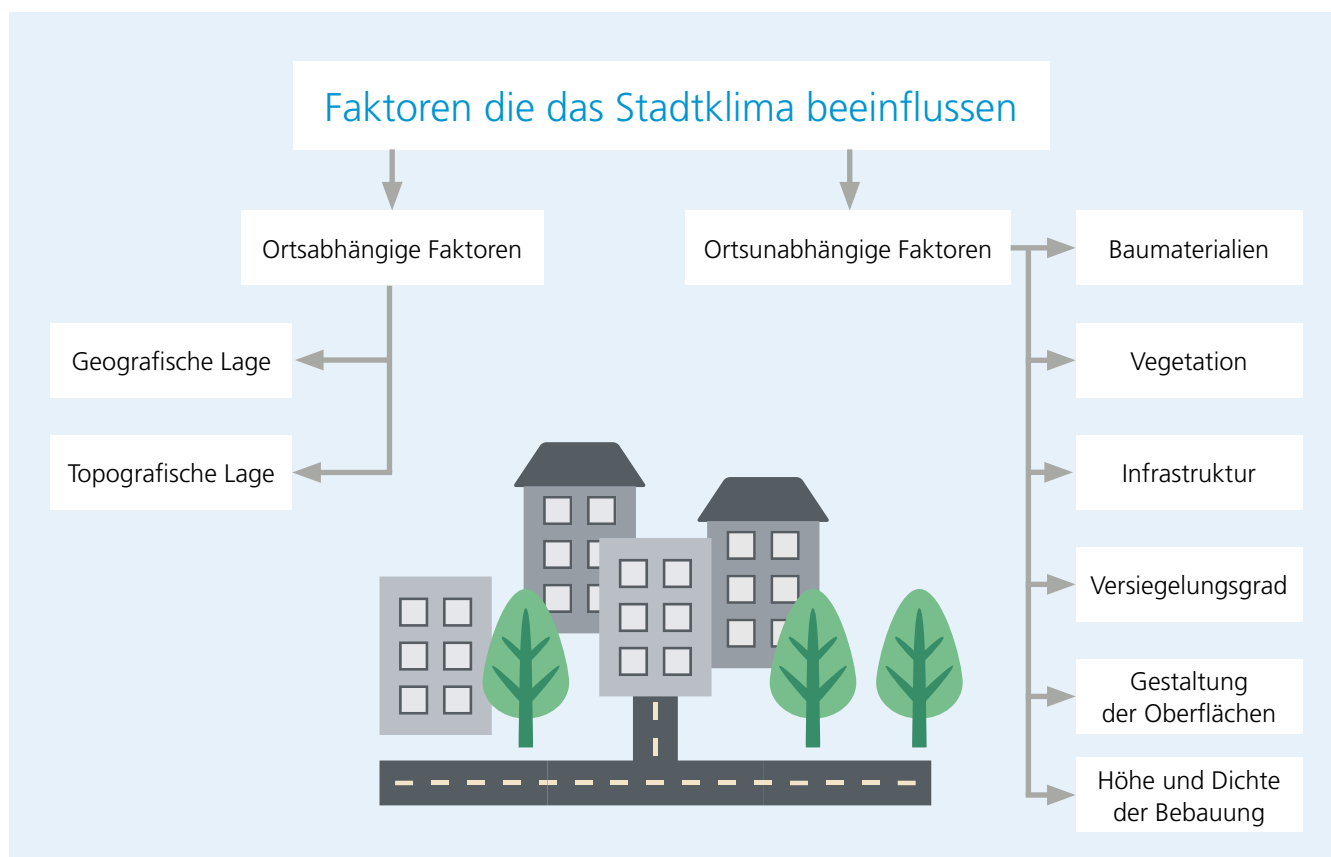 Faktoren die das Stadtklima beeinflussen
Ortsabhängige Faktoren
Geografische Lage
Topografische Lage
Ortsunabhängige Faktoren
Baumaterialien
Vegetation
Infrastruktur
Versiegelungsgrad
Gestaltung
der Oberflächen
Höhe und Dichte
der Bebauung